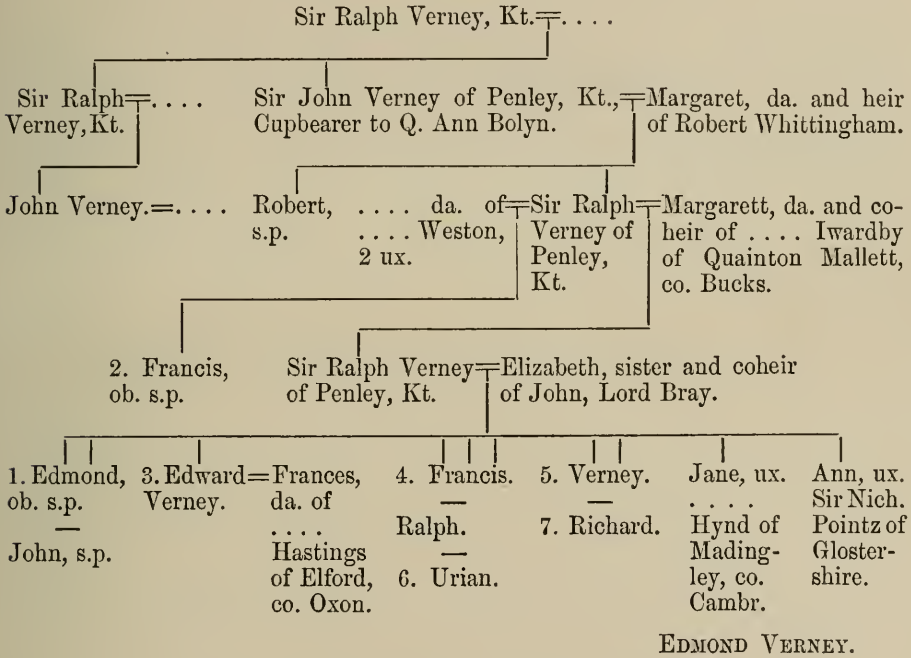 Sir Ralph Verney, Kt.=. . . .
Sir Ralph=. . . .
Verney, Kt.
Sir John Verney of Penley, Kt.,=Margaret, da. and heir
Cupbearer to Q. Ann Bolyn.
of Robert Whittingham.
John Verney.=. . . .
Robert,
s.p.
. . . . da. of=Sir Ralph=Margarett, da. and co-
. . . . Weston,
2 ux.
Verney of
Penley,
Kt.
heir of . . . . Iwardby
of Quainton Mallett,
co. Bucks.
2. Francis,
ob. s.p.
Sir Ralph Verney=Elizabeth, sister and coheir
of Penley, Kt.
of John, Lord Bray.
1. Edmond,
ob. s.p.
—
John, s.p.
3. Edward=Frances,
Verney.
da. of
. . . .
Hastings
of Elford,
co. Oxon.
4. Francis.
—
Ralph.
—
6. Urian.
5. Verney.
—
7. Richard.
Jane, ux.
. . . .
Hynd of
Mading-
ley, co.
Cambr.
Ann, ux.
Sir Nich.
Pointz of
Gloster-
shire.
EDMOND VERNEY.